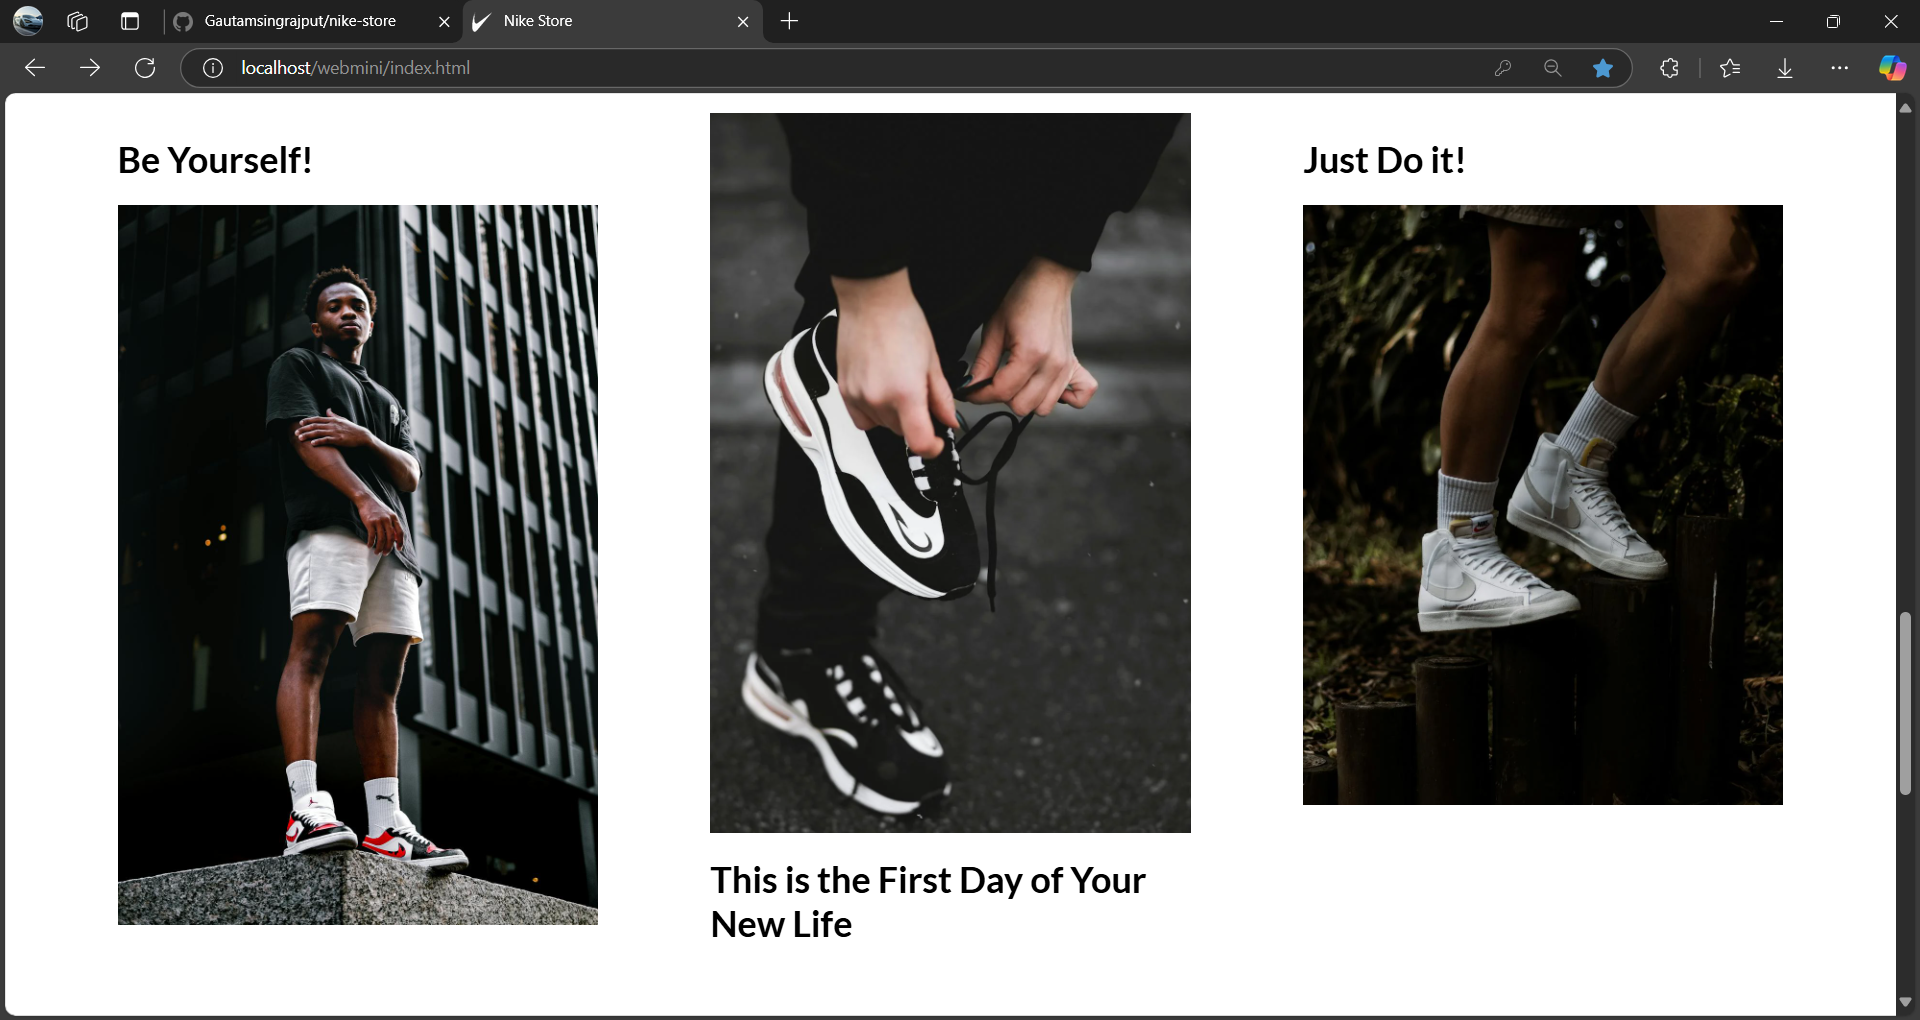 Gautamsingrajput/nike-store
Nike Store
localhost/webmini/index.html
Be Yourself!
Just Do it!
This is the First Day of Your
New Life